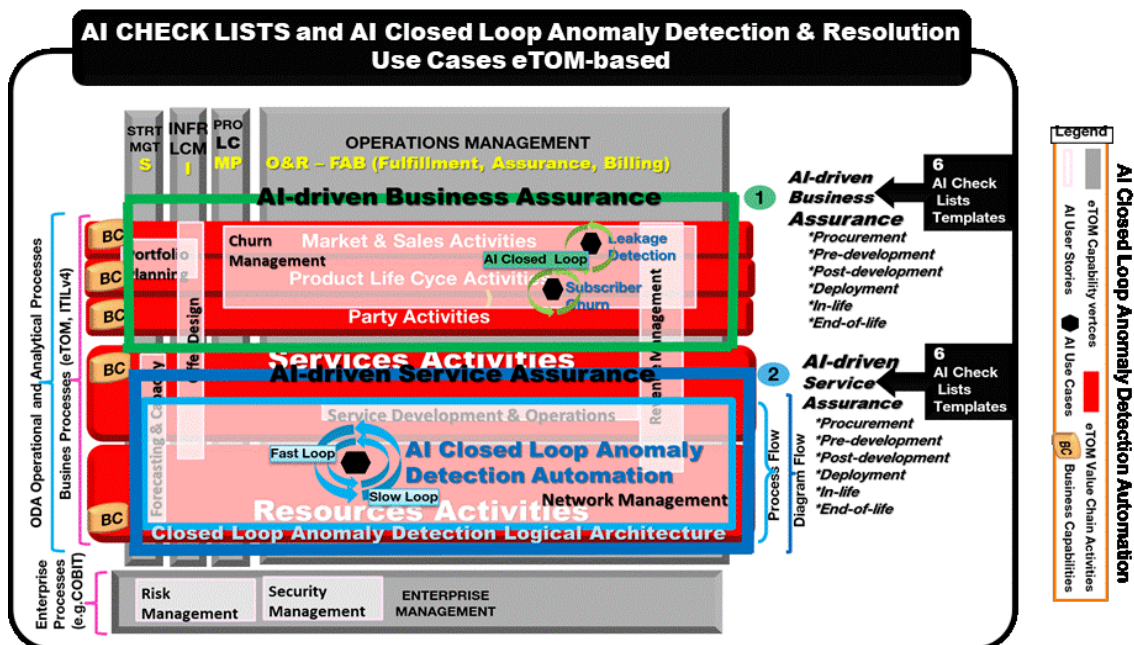 AI CHECK LISTS and AI Closed Loop Anomaly Detection & Resolution
Use Cases eTOM-based
STRT
MGT
S
INFR
LCM
I
PRO
LC
MP
OPERATIONS MANAGEMENT
O&R – FAB (Fulfillment, Assurance, Billing)
AI-driven Business Assurance
1
BC
BC
BC
BC
BC
Portfolio
Planning
Churn
Management
Market & Sales Activities
Leakage
Detection
AI Closed Loop
Product Life Cyce Activities
Subscriber
Churn
Party Activities
Offer Design
Revenue Management
Services Activities
AI-driven Service Assurance
2
Forecasting & Capacity
Service Development & Operations
Fast Loop
Slow Loop
AI Closed Loop Anomaly
Detection Automation
Network Management
Resources Activities
Closed Loop Anomaly Detection Logical Architecture
Process Flow
Diagram Flow
ODA Operational and Analytical Processes
Busines Processes (eTOM, ITILv4)
Enterprise
Processes
(e.g.COBIT)
Risk
Management
Security
Management
ENTERPRISE
MANAGEMENT
AI-driven
Business
Assurance
*Procurement
*Pre-development
*Post-development
*Deployment
*In-life
*End-of-life
6
AI Check
Lists
Templates
AI-driven
Service
Assurance
*Procurement
*Pre-development
*Post-development
*Deployment
*In-life
*End-of-life
6
AI Check
Lists
Templates
Legend
AI User Stories
AI Use Cases
BC
Business Capabilities
eTOM Capability vertces
eTOM Value Chain Activities
AI Closed Loop Anomaly Detection Automation